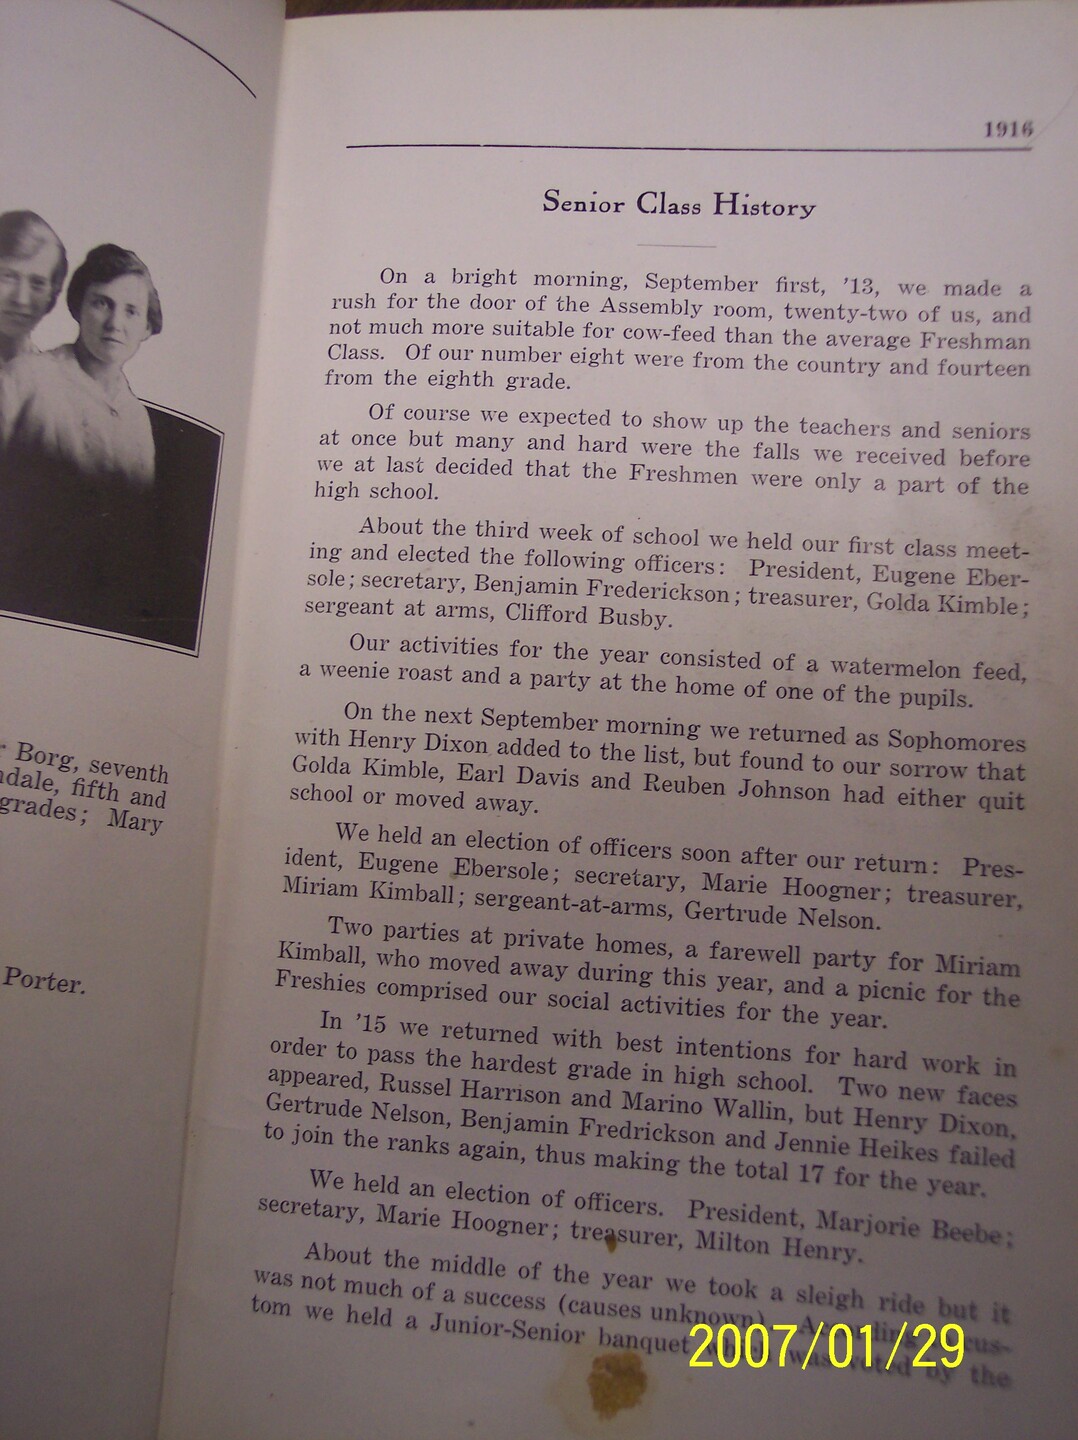 Borg, seventh
dale, fifth and
grades; Mary
Porter.
1916
Senior Class History
On a bright morning, September first, '13, we made a
rush for the door of the Assembly room, twenty-two of us, and
not much more suitable for cow-feed than the average Freshman
Class. Of our number eight were from the country and fourteen
from the eighth grade.
Of course we expected to show up the teachers and seniors
at once but many and hard were the falls we received before
we at last decided that the Freshmen were only a part of the
high school.
About the third week of school we held our first class meet-
ing and elected the following officers: President, Eugene Eber-
sole; secretary, Benjamin Frederickson; treasurer, Golda Kimble;
sergeant at arms, Clifford Busby.
Our activities for the year consisted of a watermelon feed,
a weenie roast and a party at the home of one of the pupils.
On the next September morning we returned as Sophomores
with Henry Dixon added to the list, but found to our sorrow that
Golda Kimble, Earl Davis and Reuben Johnson had either quit
school or moved away.
We held an election of officers soon after our return: Pres-
ident, Eugene Ebersole; secretary, Marie Hoogner; treasurer,
Miriam Kimball; sergeant-at-arms, Gertrude Nelson.
Two parties at private homes, a farewell party for Miriam
Kimball, who moved away during this year, and a picnic for the
Freshies comprised our social activities for the year.
In '15 we returned with best intentions for hard work in
order to pass the hardest grade in high school. Two new faces
appeared, Russel Harrison and Marino Wallin, but Henry Dixon,
Gertrude Nelson, Benjamin Fredrickson and Jennie Heikes failed
to join the ranks again, thus making the total 17 for the year.
We held an election of officers. President, Marjorie Beebe;
secretary, Marie Hoogner; treasurer, Milton Henry.
About the middle of the year we took a sleigh ride but it
was not much of a success (causes unknown). cus-
tom we held a Junior-Senior banquet which was voted by the
2007/01/29